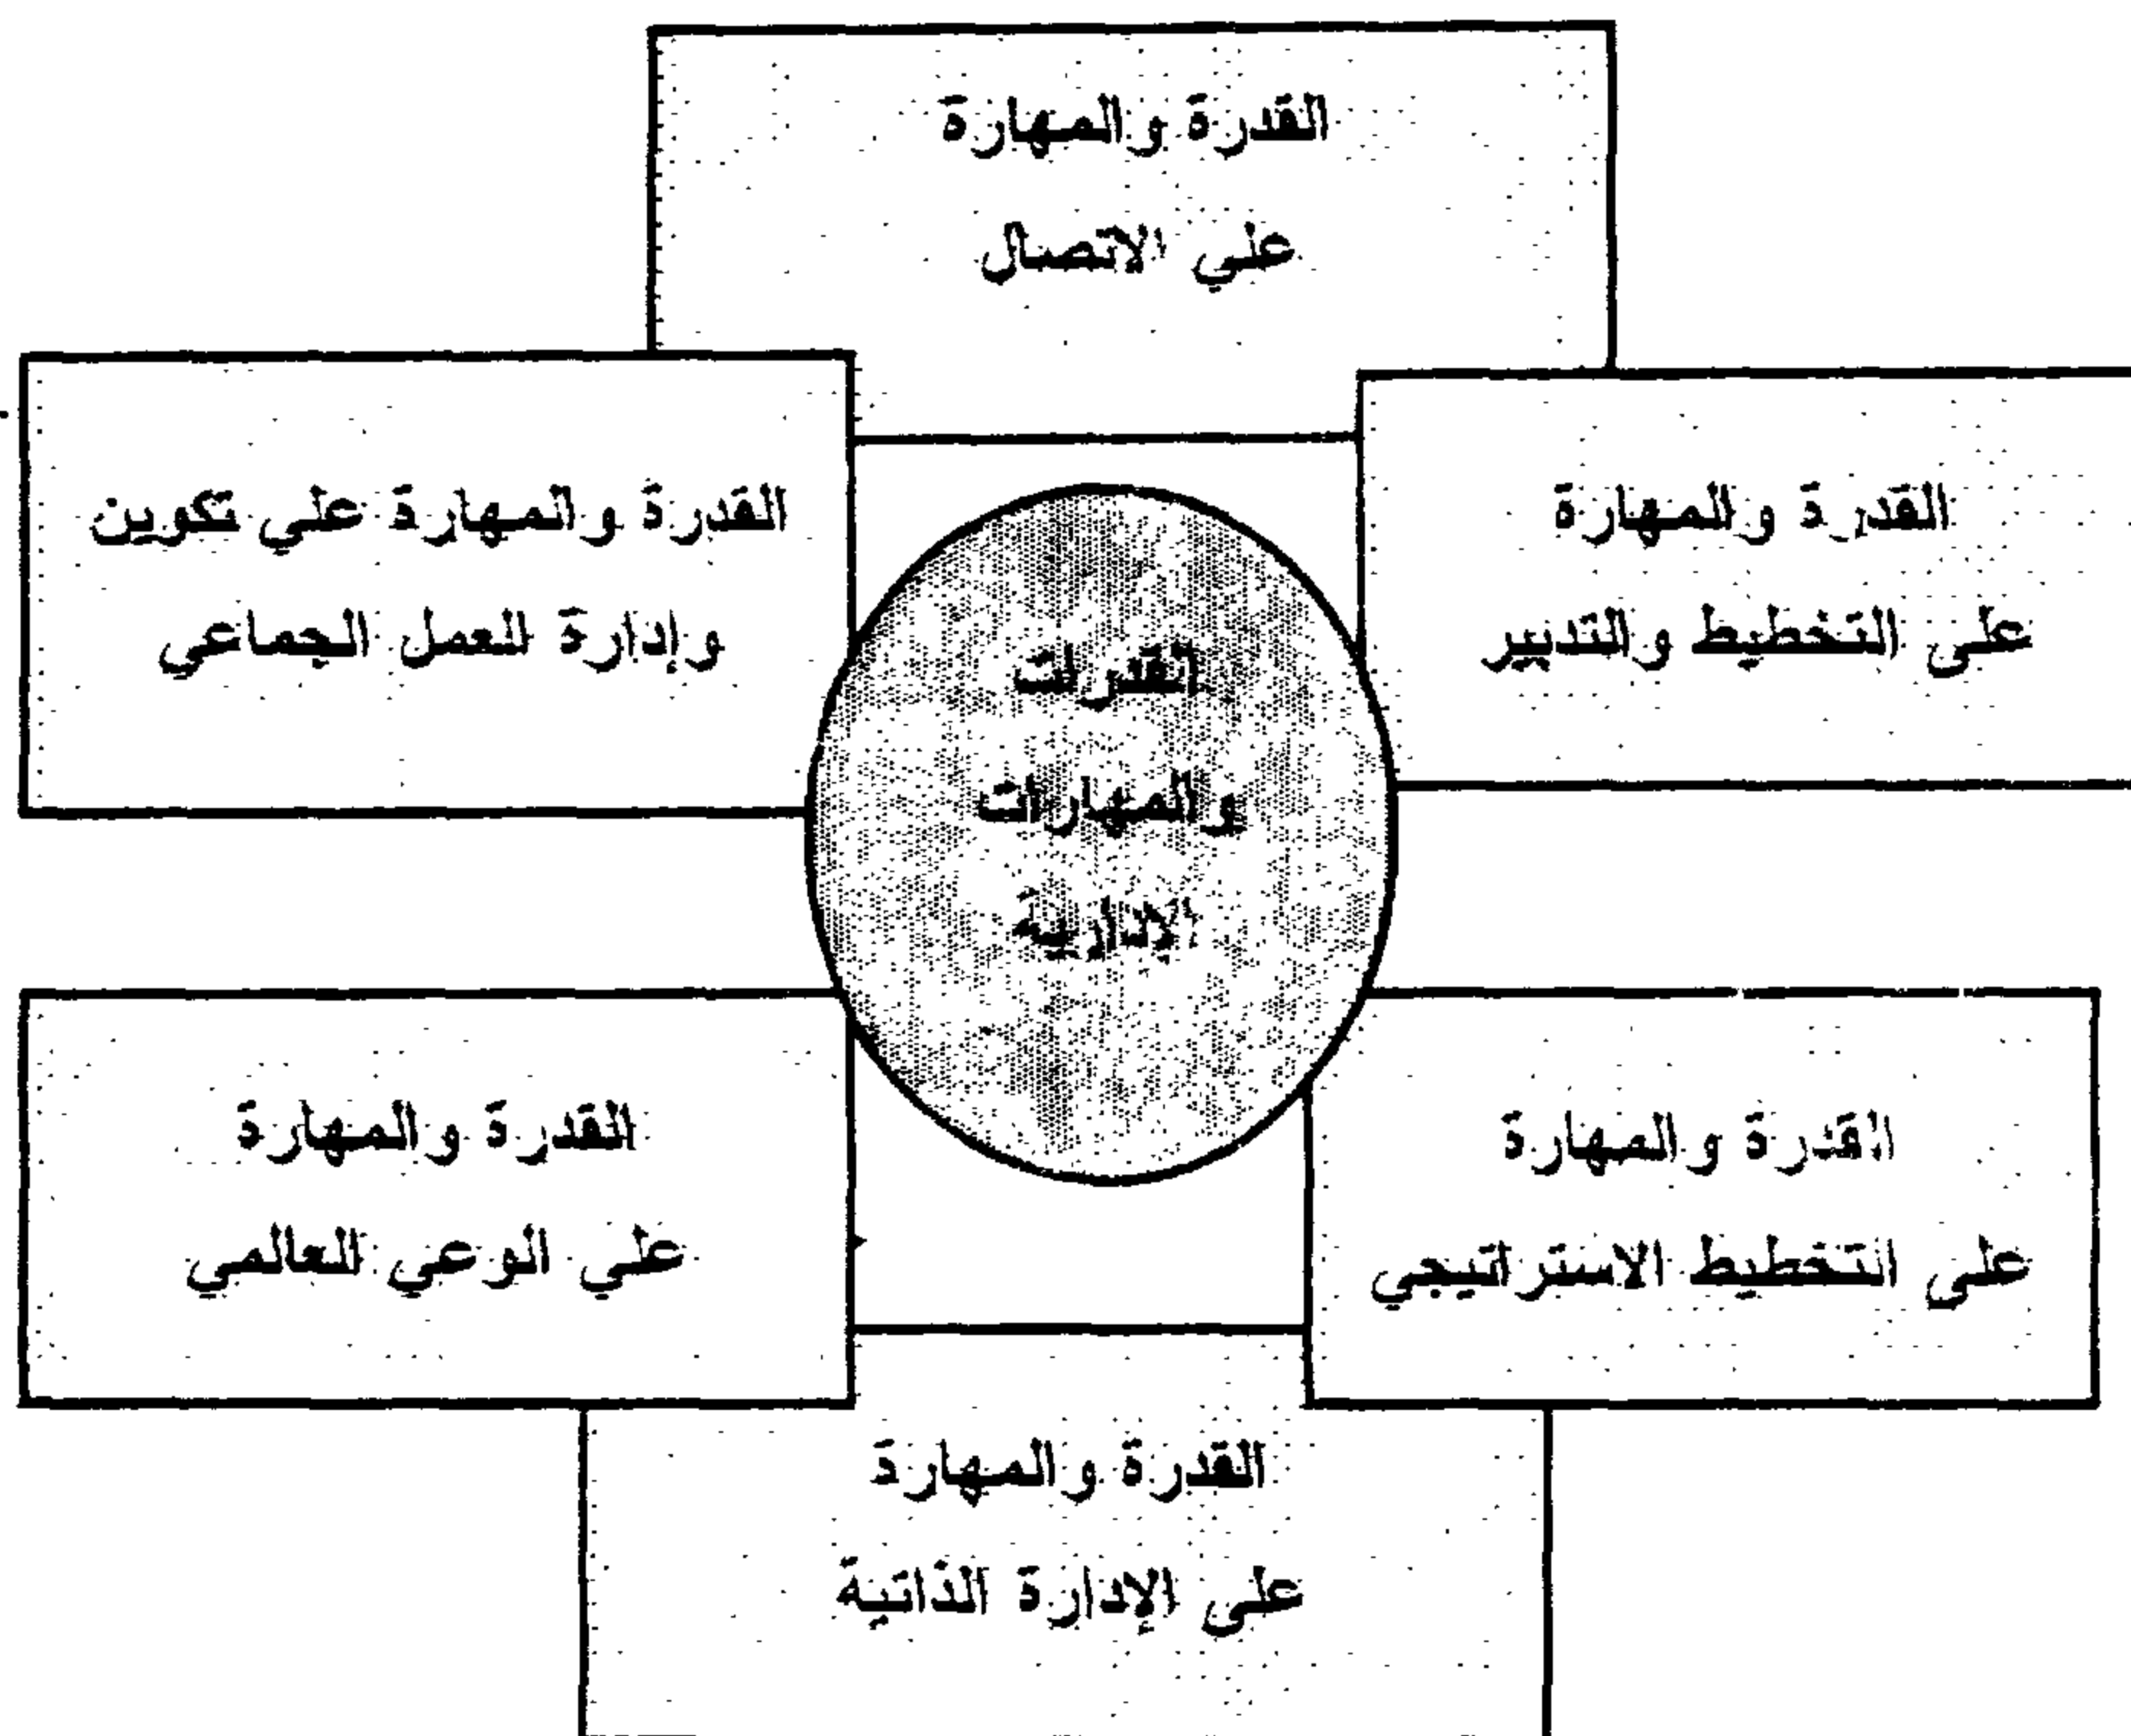 القدرة والمهارة
علي الاتصال
القدرة والمهارة
على التخطيط والتدبير
القدرة والمهارة علي تكوين
وإدارة العمل الجماعي
القدرات
والمهارات
الإدارية
القدرة والمهارة
على التخطيط الاستراتيجي
القدرة والمهارة
علي الوعي العالمي
القدرة والمهارة
على الإدارة الذاتية